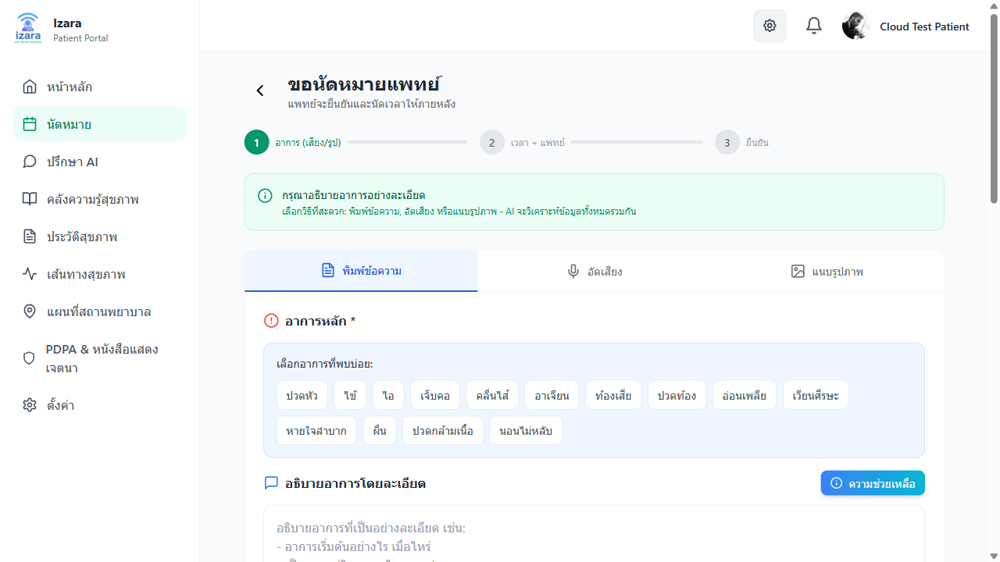 izara
Izara
Patient Portal
Cloud Test Patient
หน้าหลัก
นัดหมาย
ปรึกษา AI
คลังความรู้สุขภาพ
ประวัติสุขภาพ
เส้นทางสุขภาพ
แผนที่สถานพยาบาล
PDPA & หนังสือแสดง
เจตนา
ตั้งค่า
ขอนัดหมายแพทย์
แพทย์จะยืนยันและนัดเวลาให้ภายหลัง
1 อาการ (เสียง/รูป) 2 เวลา + แพทย์ 3 ยืนยัน
กรุณาอธิบายอาการอย่างละเอียด
เลือกวิธีที่สะดวก: พิมพ์ข้อความ, อัดเสียง หรือแนบรูปภาพ - AI จะวิเคราะห์ข้อมูลทั้งหมดรวมกัน
พิมพ์ข้อความ อัดเสียง แนบรูปภาพ
อาการหลัก *
เลือกอาการที่พบบ่อย:
ปวดหัว ไข้ ไอ เจ็บคอ คลื่นไส้ อาเจียน ท้องเสีย ปวดท้อง อ่อนเพลีย เวียนศีรษะ
หายใจลำบาก ผื่น ปวดกล้ามเนื้อ นอนไม่หลับ
อธิบายอาการโดยละเอียด ความช่วยเหลือ
อธิบายอาการที่เป็นอย่างละเอียด เช่น:
- อาการเริ่มต้นอย่างไร เมื่อไหร่